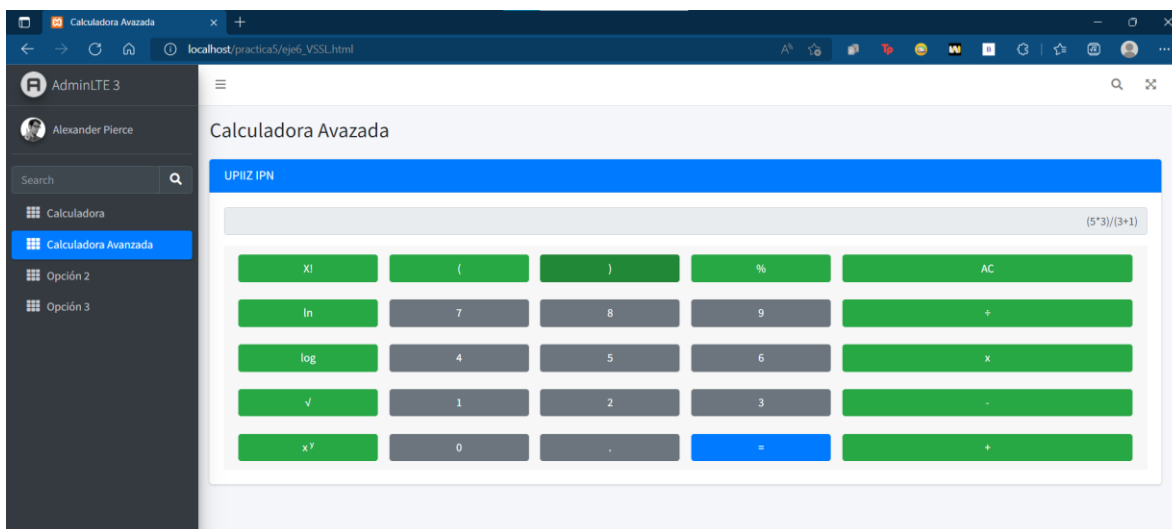 Calculadora Avazada
localhost/practica5/eje6_VSSL.html
AdminLTE 3
Alexander Pierce
Calculadora Avazada
Search
UPIIZ IPN
Calculadora
(5*3)/(3+1)
Calculadora Avanzada
Opción 2
Opción 3
X! ( ) % AC
ln 7 8 9 ÷
log 4 5 6 x
√ 1 2 3 -
x y 0 . = +